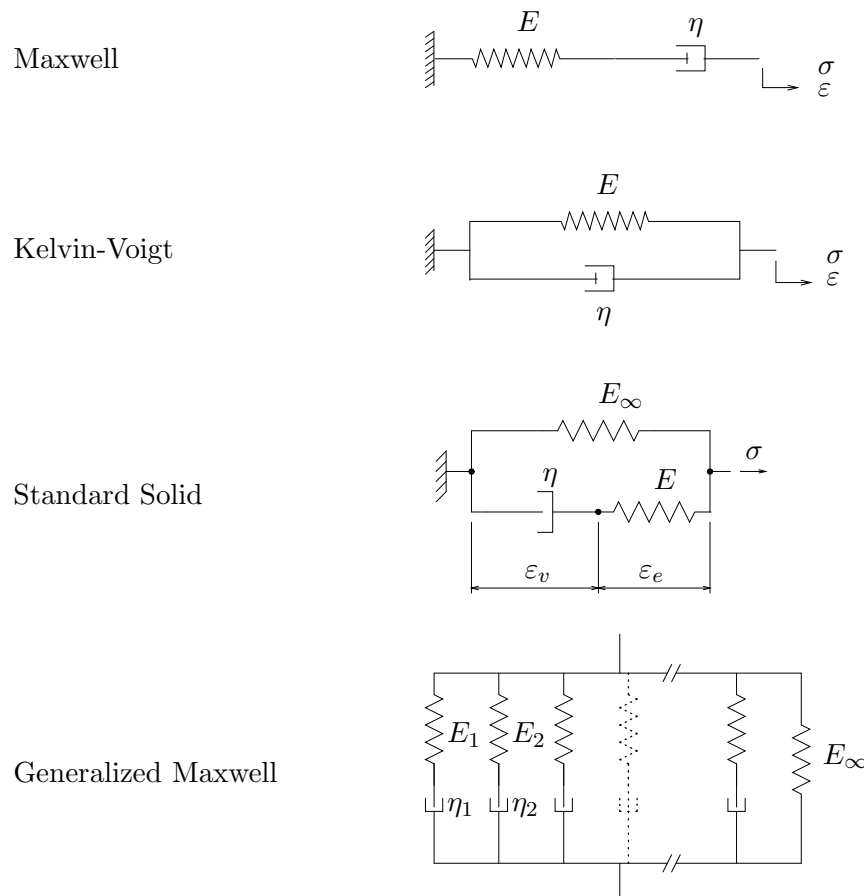 Maxwell
E
η
σ
ε
Kelvin-Voigt
E
η
σ
ε
Standard Solid
E∞
η
E
σ
εv
εe
Generalized Maxwell
E1
E2
E∞
η1
η2